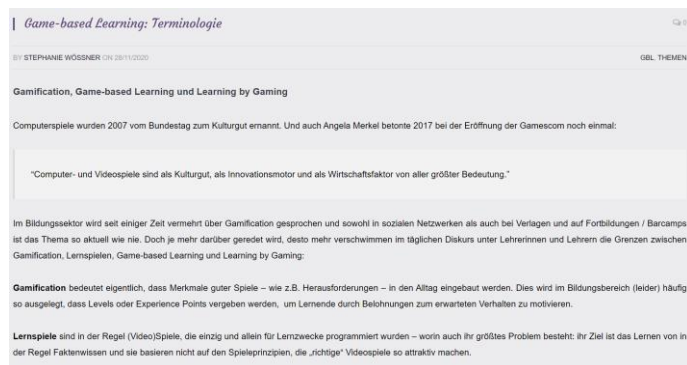 Game-based Learning: Terminologie
0
BY STEPHANIE WÖSSNER ON 28/11/2020
GBL, THEMEN
Gamification, Game-based Learning und Learning by Gaming
Computerspiele wurden 2007 vom Bundestag zum Kulturgut ernannt. Und auch Angela Merkel betonte 2017 bei der Eröffnung der Gamescom noch einmal:
“Computer- und Videospiele sind als Kulturgut, als Innovationsmotor und als Wirtschaftsfaktor von aller größter Bedeutung.”
Im Bildungssektor wird seit einiger Zeit vermehrt über Gamification gesprochen und sowohl in sozialen Netzwerken als auch bei Verlagen und auf Fortbildungen / Barcamps
ist das Thema so aktuell wie nie. Doch je mehr darüber geredet wird, desto mehr verschwimmen im täglichen Diskurs unter Lehrerinnen und Lehrern die Grenzen zwischen
Gamification, Lernspielen, Game-based Learning und Learning by Gaming:
Gamification bedeutet eigentlich, dass Merkmale guter Spiele – wie z.B. Herausforderungen – in den Alltag eingebaut werden. Dies wird im Bildungsbereich (leider) häufig
so ausgelegt, dass Levels oder Experience Points vergeben werden, um Lernende durch Belohnungen zum erwarteten Verhalten zu motivieren.
Lernspiele sind in der Regel (Video)Spiele, die einzig und allein für Lernzwecke programmiert wurden – worin auch ihr größtes Problem besteht: ihr Ziel ist das Lernen von in
der Regel Faktenwissen und sie basieren nicht auf den Spieleprinzipien, die „richtige“ Videospiele so attraktiv machen.